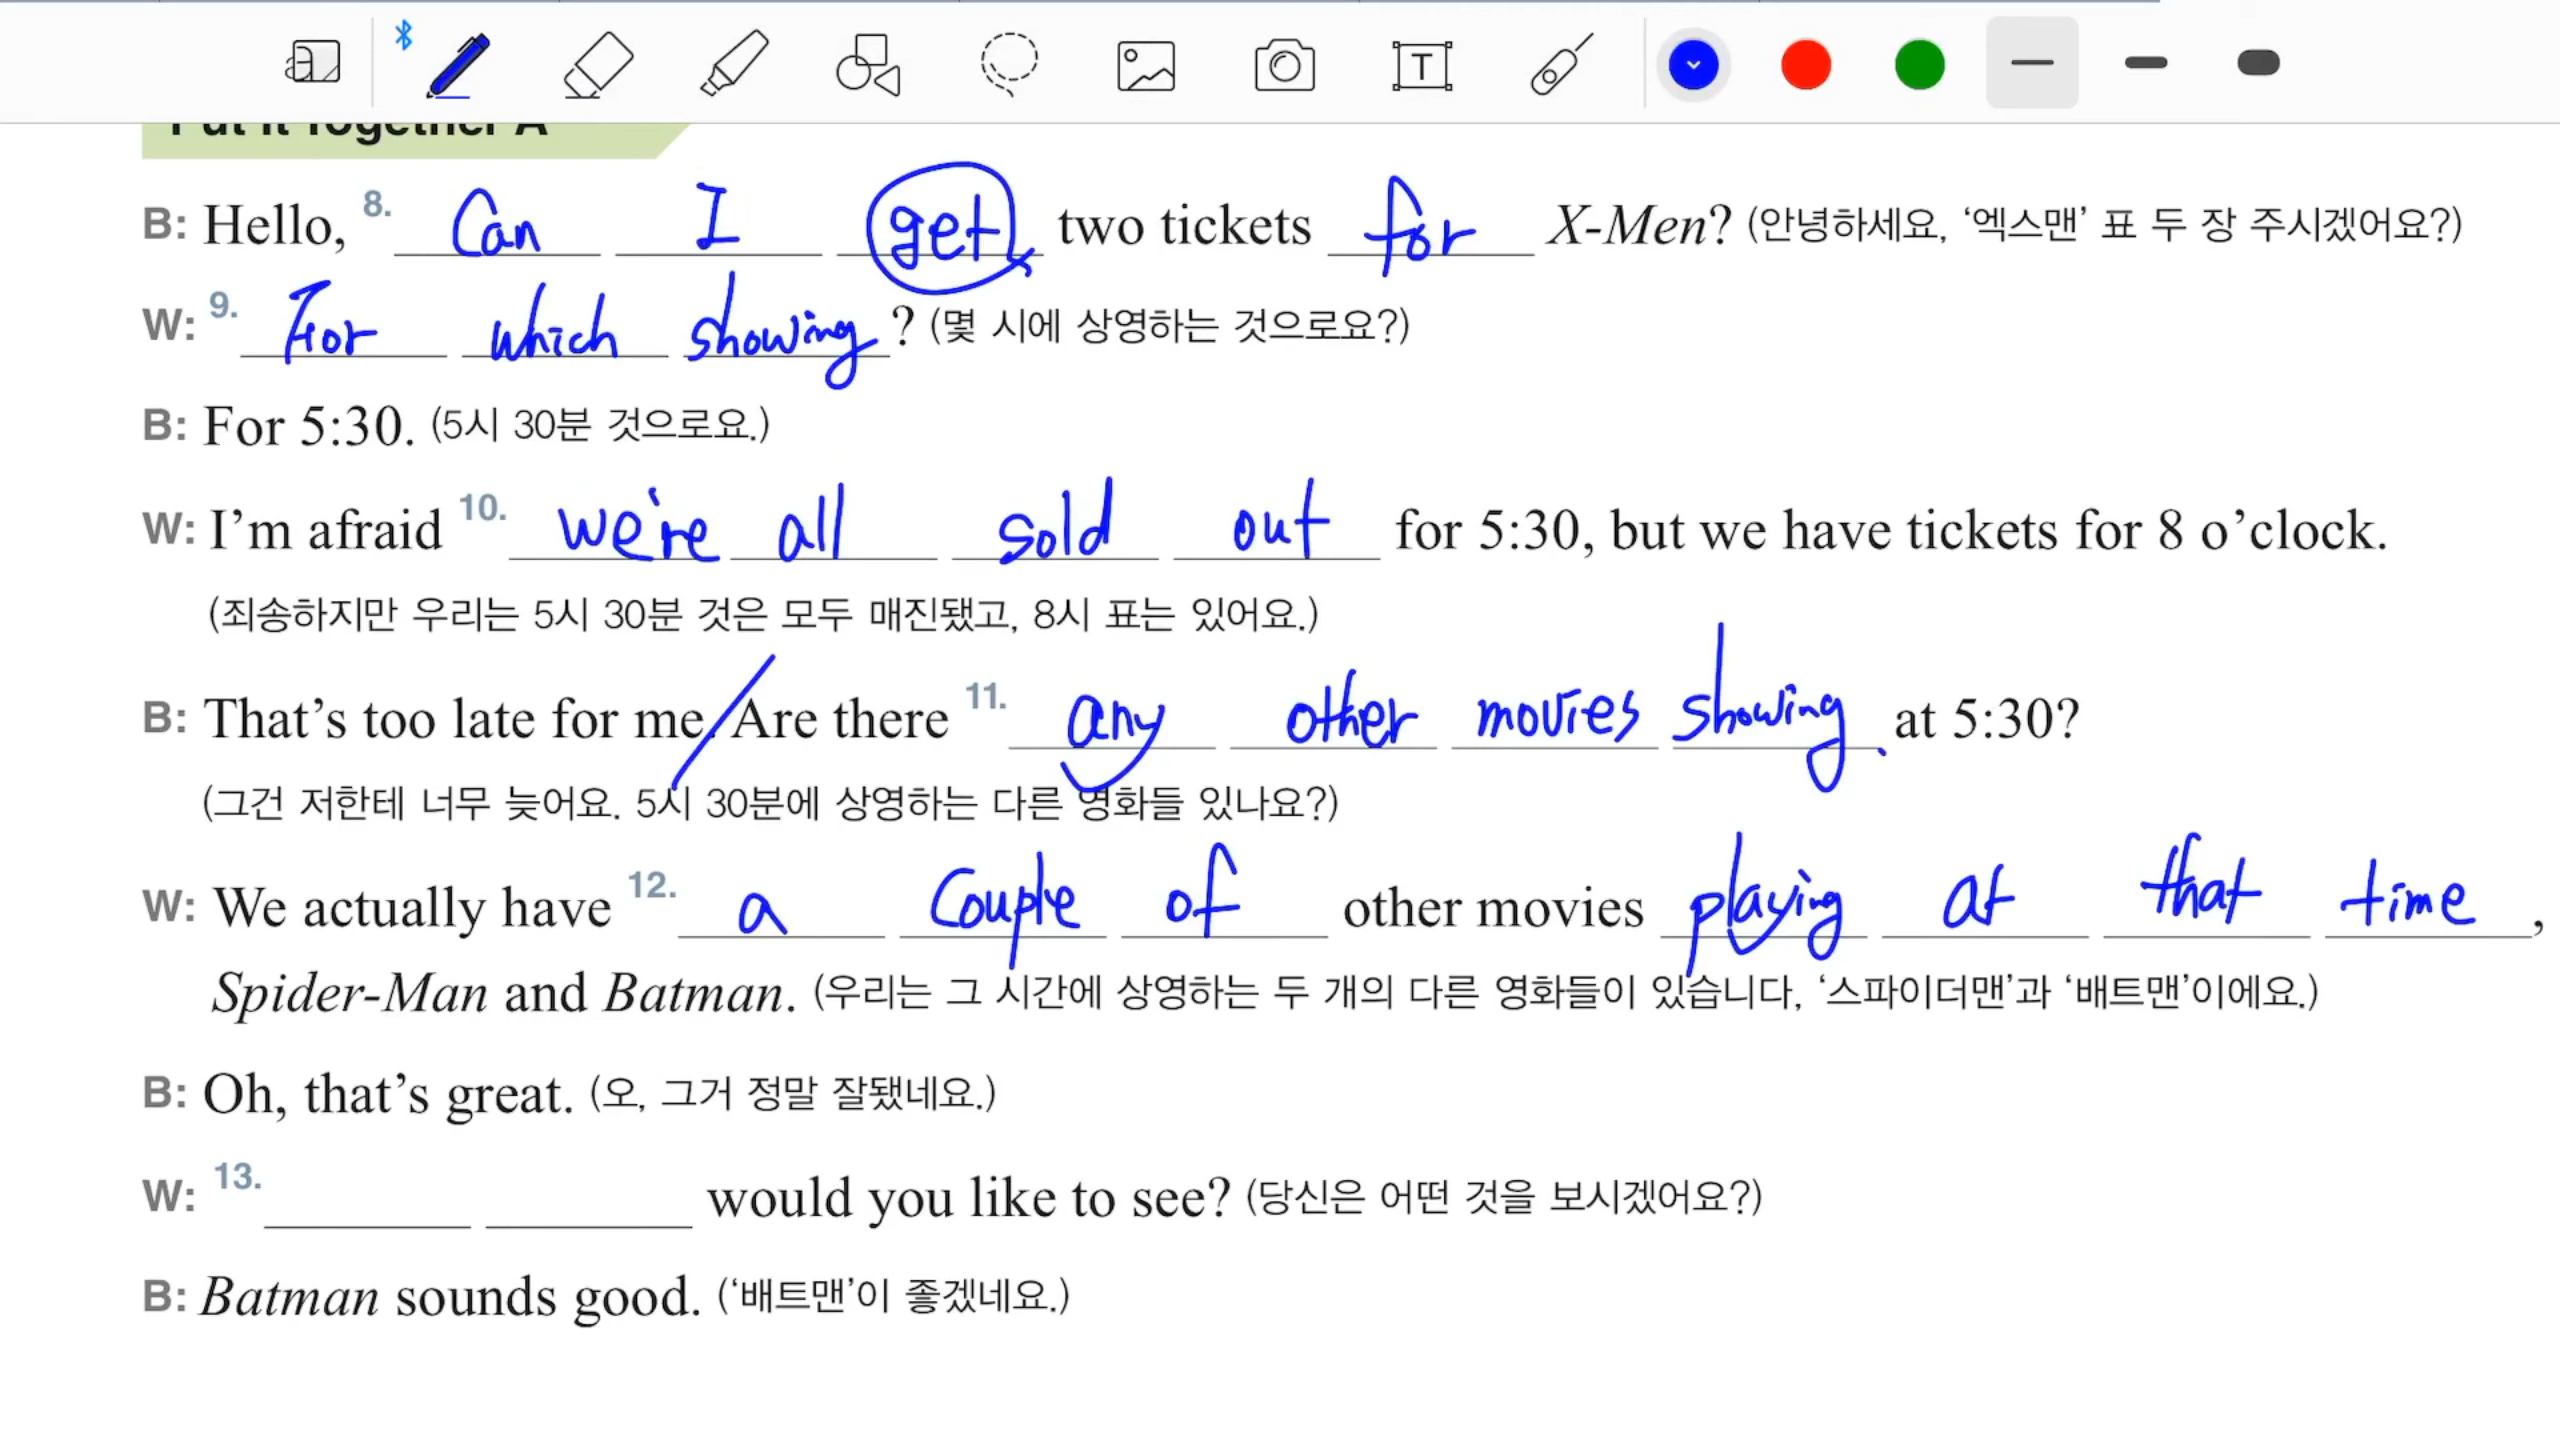 Put It Together A
B: Hello, 8. Can I get two tickets for X-Men? (안녕하세요, ‘엑스맨’ 표 두 장 주시겠어요?)
W: 9. For which showing? (몇 시에 상영하는 것으로요?)
B: For 5:30. (5시 30분 것으로요.)
W: I’m afraid 10. we’re all sold out for 5:30, but we have tickets for 8 o’clock.
(죄송하지만 우리는 5시 30분 것은 모두 매진됐고, 8시 표는 있어요.)
B: That’s too late for me. Are there 11. any other movies showing at 5:30?
(그건 저한테 너무 늦어요. 5시 30분에 상영하는 다른 영화들 있나요?)
W: We actually have 12. a couple of other movies playing at that time,
Spider-Man and Batman. (우리는 그 시간에 상영하는 두 개의 다른 영화들이 있습니다, ‘스파이더맨’과 ‘배트맨’이에요.)
B: Oh, that’s great. (오, 그거 정말 잘됐네요.)
W: 13. would you like to see? (당신은 어떤 것을 보시겠어요?)
B: Batman sounds good. (‘배트맨’이 좋겠네요.)